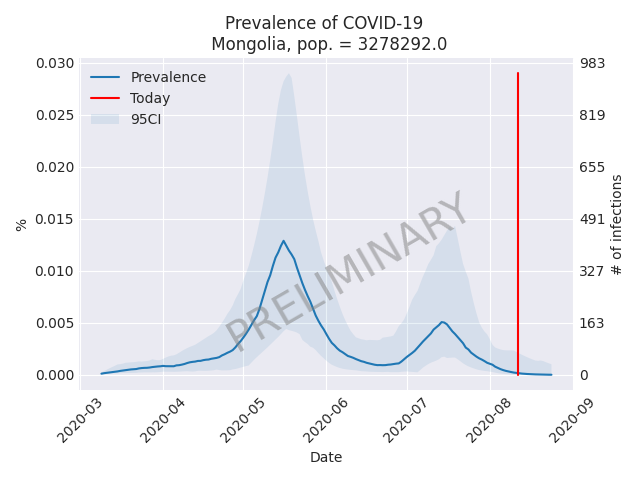 Prevalence of COVID-19
Mongolia, pop. = 3278292.0
Prevalence
Today
95CI
0.030
0.025
0.020
0.015
0.010
0.005
0.000
%
983
819
655
491
327
163
0
# of infections
PRELIMINARY
2020-03
2020-04
2020-05
2020-06
2020-07
2020-08
2020-09
Date